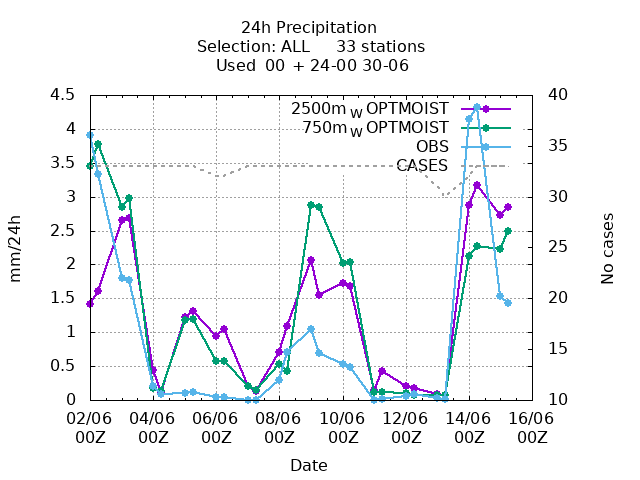 24h Precipitation
Selection: ALL 33 stations
Used 00 + 24-00 30-06
2500m W OPTMOIST
750m W OPTMOIST
OBS
CASES
mm/24h
4.5
4
3.5
3
2.5
2
1.5
1
0.5
0
No cases
40
35
30
25
20
15
10
02/06 04/06 06/06 08/06 10/06 12/06 14/06 16/06
00Z 00Z 00Z 00Z 00Z 00Z 00Z 00Z
Date